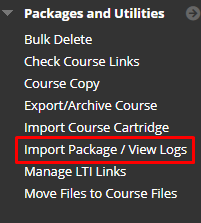 Packages and Utilities
Bulk Delete
Check Course Links
Course Copy
Export/Archive Course
Import Course Cartridge
Import Package / View Logs
Manage LTI Links
Move Files to Course Files